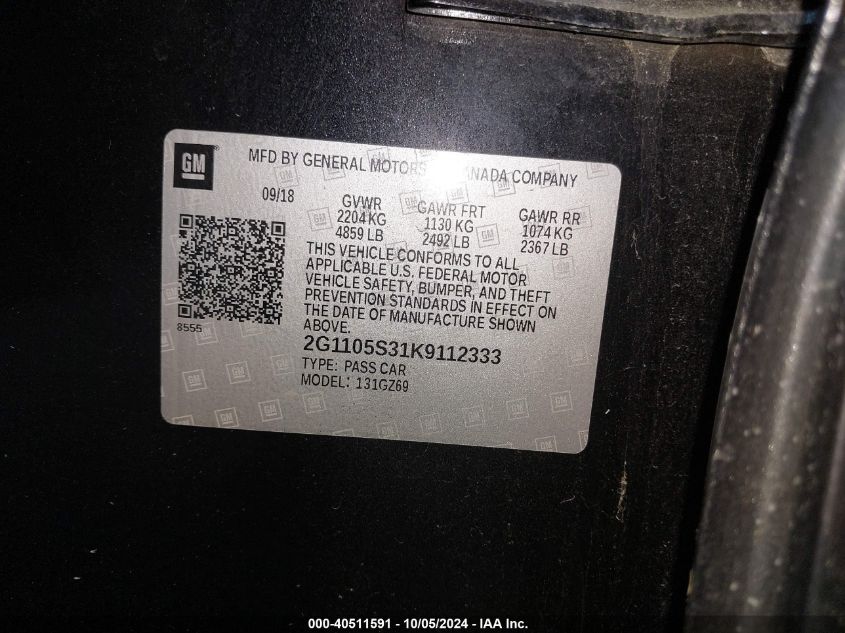 GM
MFD BY GENERAL MOTORS CANADA COMPANY
09/18
GVWR
2204 KG
4859 LB
GAWR FRT
1130 KG
2492 LB
GAWR RR
1074 KG
2367 LB
THIS VEHICLE CONFORMS TO ALL
APPLICABLE U.S. FEDERAL MOTOR
VEHICLE SAFETY, BUMPER, AND THEFT
PREVENTION STANDARDS IN EFFECT ON
THE DATE OF MANUFACTURE SHOWN
ABOVE.
8555
2G1105S31K9112333
TYPE: PASS CAR
MODEL: 131GZ69
000-40511591 - 10/05/2024 - IAA Inc.